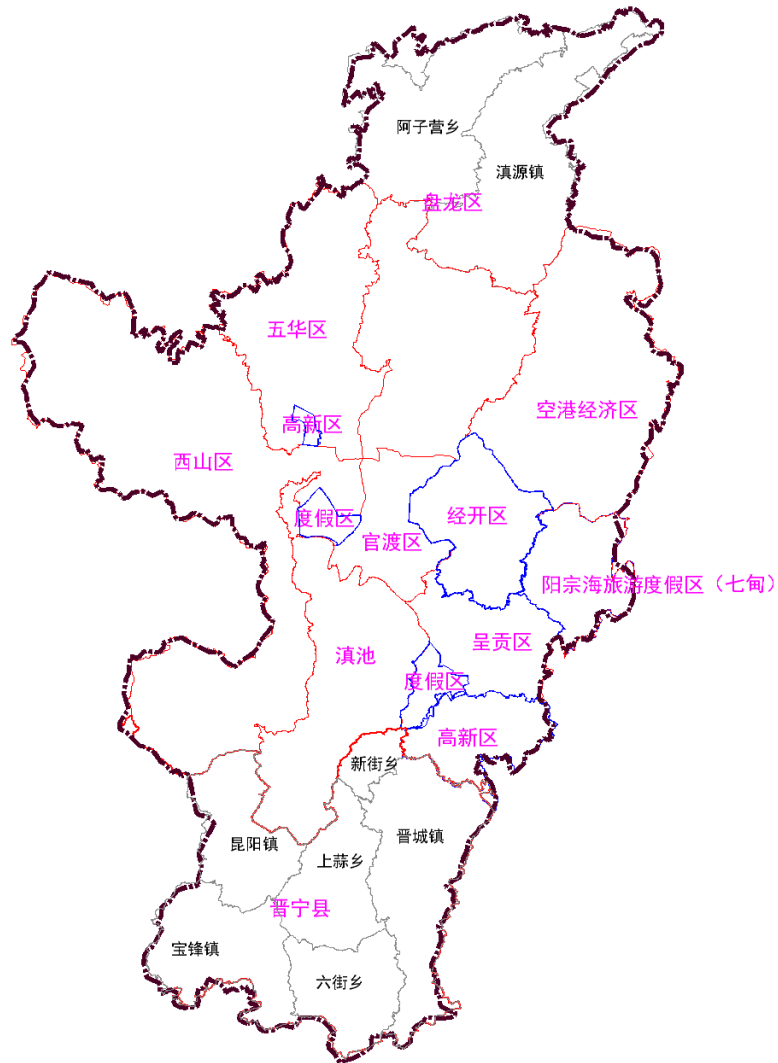 阿子营乡
滇源镇
盘龙区
五华区
空港经济区
高新区
西山区
度假区
经开区
官渡区
阳宗海旅游度假区（七甸）
呈贡区
滇池
度假区
高新区
新街乡
昆阳镇
晋城镇
上蒜乡
晋宁县
宝锋镇
六街乡